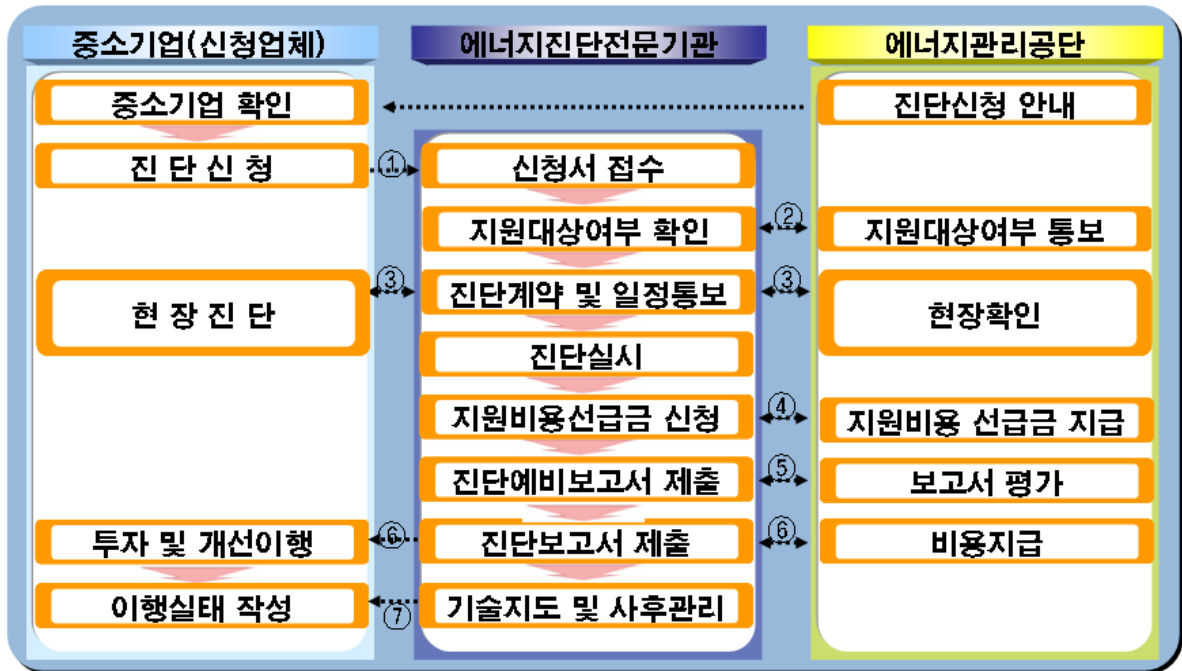 중소기업(신청업체) 에너지진단전문기관 에너지관리공단
중소기업 확인 진단신청 안내
진 단 신 청 ① 신청서 접수
지원대상여부 확인 ② 지원대상여부 통보
현 장 진 단 ③ 진단계약 및 일정통보 ③ 현장확인
진단실시
지원비용선급금 신청 ④ 지원비용 선급금 지급
진단예비보고서 제출 ⑤ 보고서 평가
투자 및 개선이행 ⑥ 진단보고서 제출 ⑥ 비용지급
이행실태 작성 ⑦ 기술지도 및 사후관리